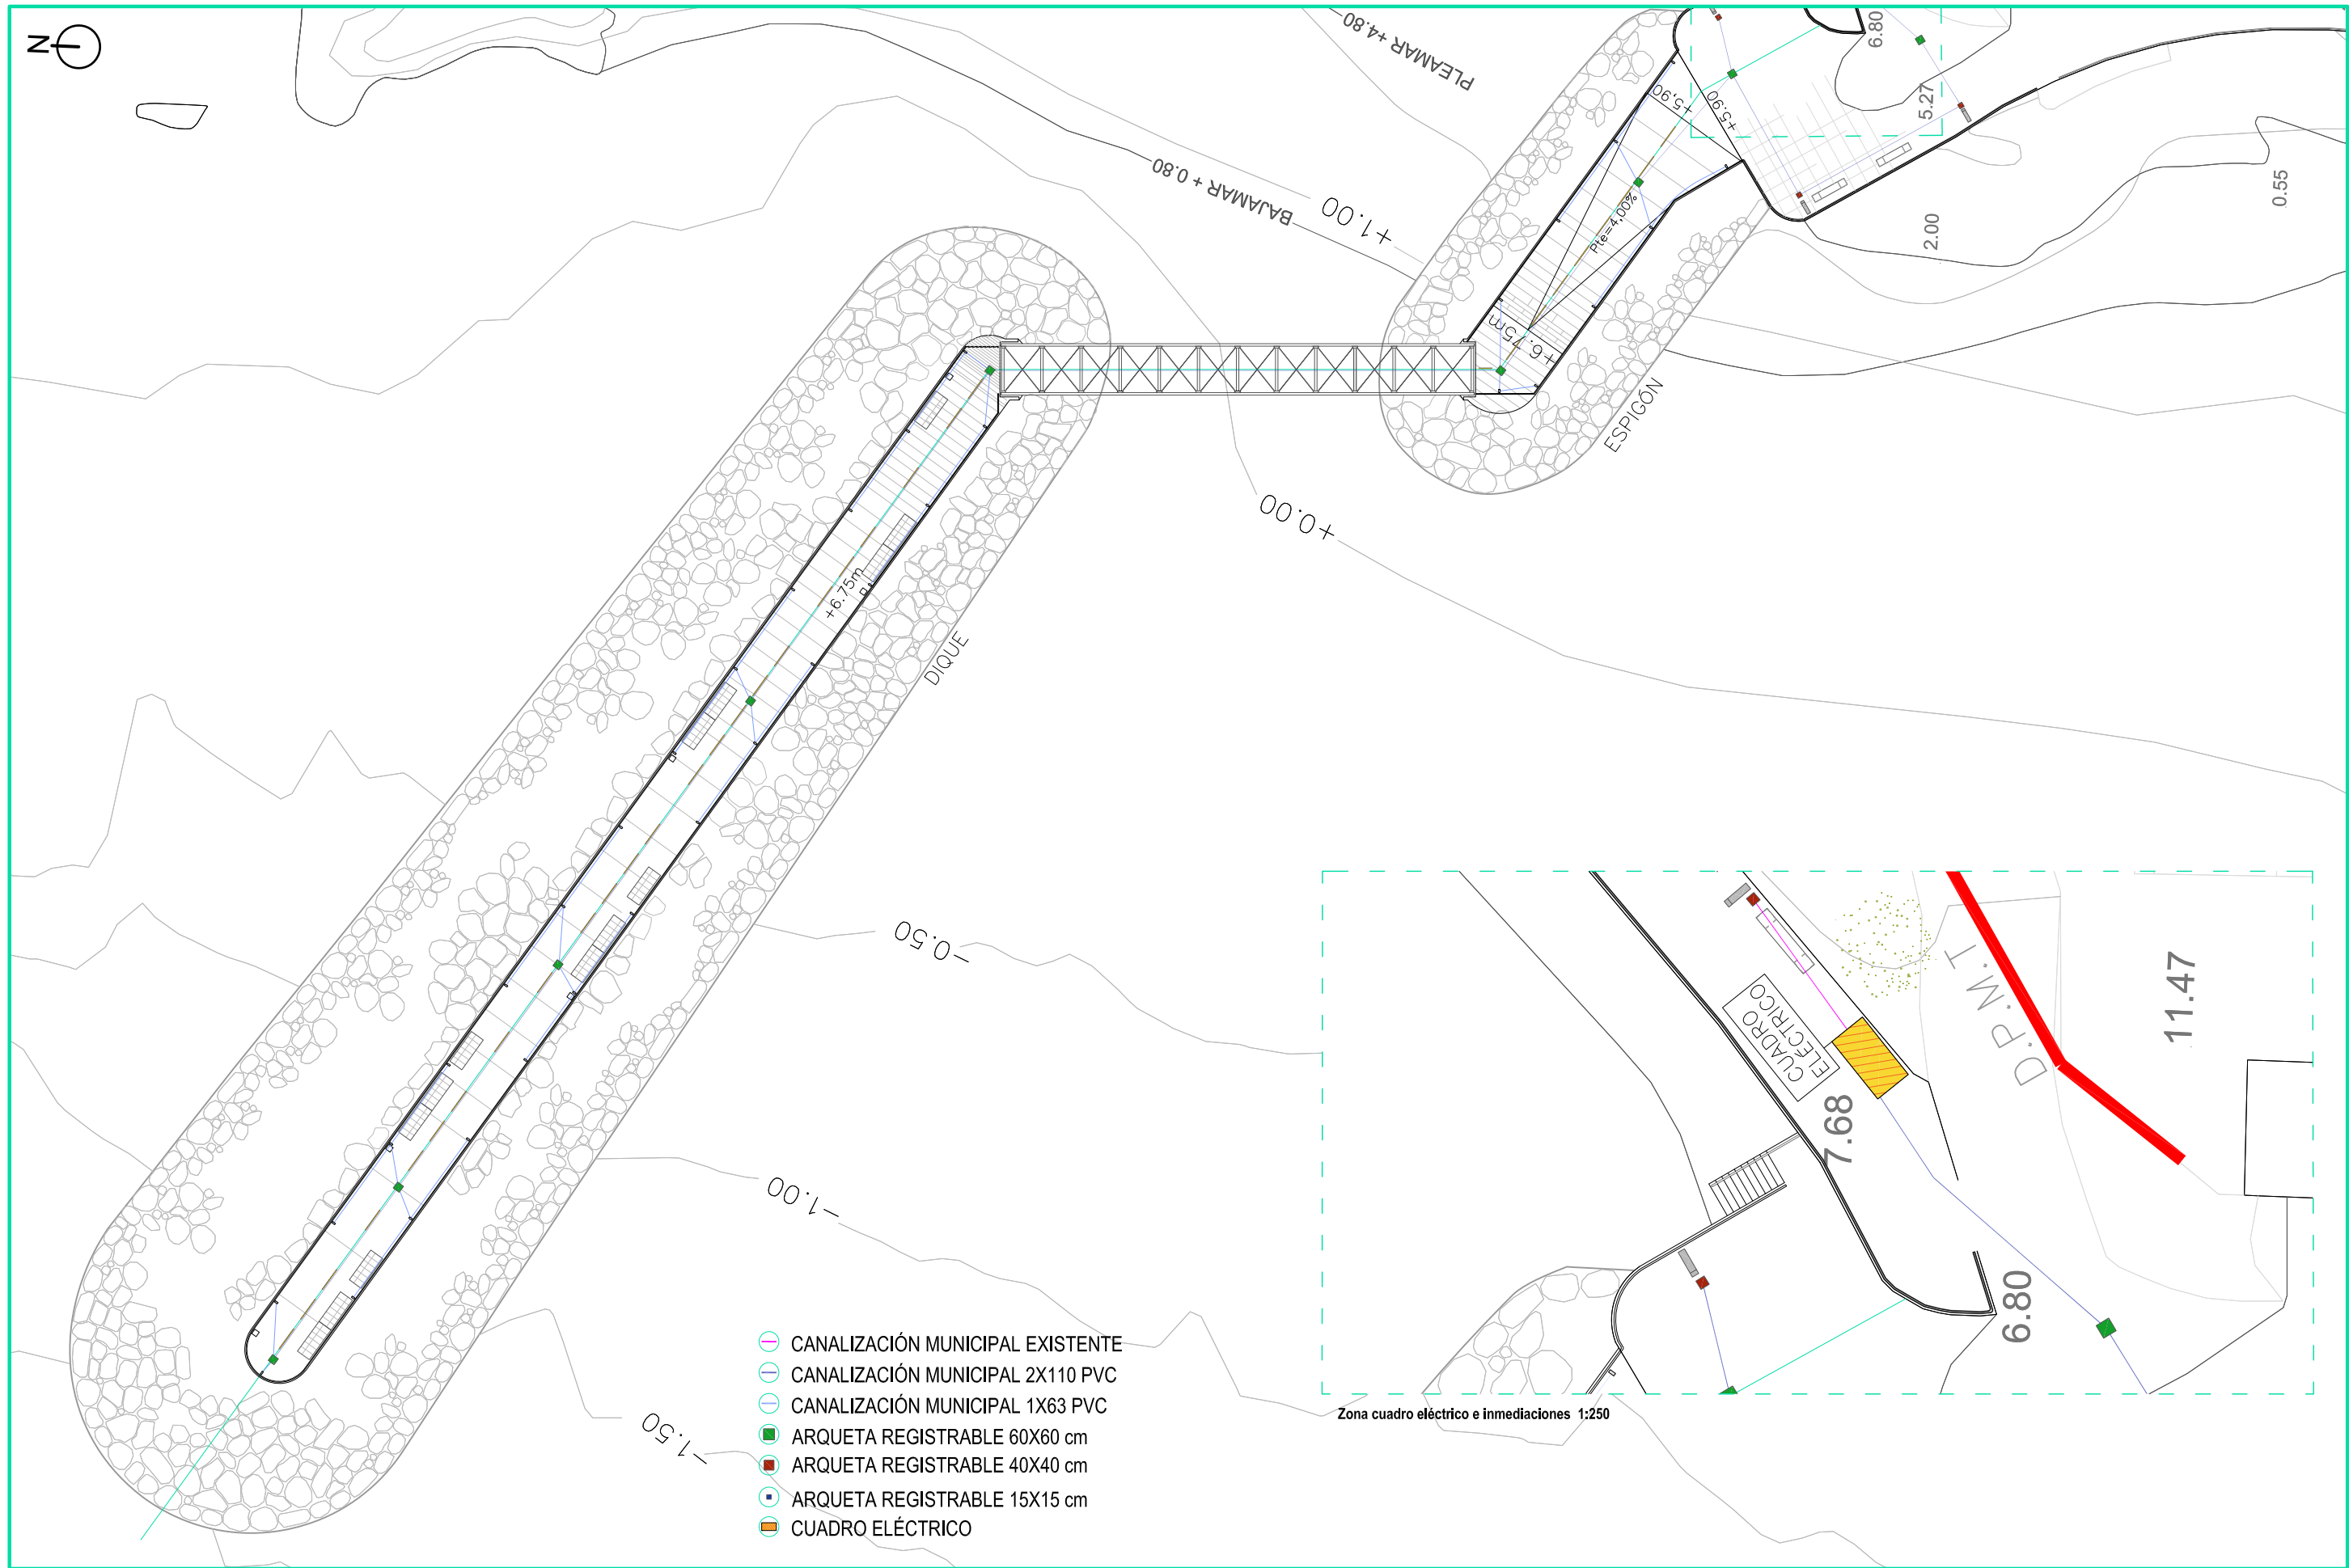 N
PLEAMAR +4.80
6.80
+5,90
+5.90
5.27
BAJAMAR + 0.80
+1.00
Pte=4,00%
0.55
2.00
+6.75m
ESPIGÓN
+0.00
+6.75m
DIQUE
-0.50
D.P.M.T.
11.47
CUADRO
ELÉCTRICO
7.68
-1.00
6.80
CANALIZACIÓN MUNICIPAL EXISTENTE
CANALIZACIÓN MUNICIPAL 2X110 PVC
CANALIZACIÓN MUNICIPAL 1X63 PVC
ARQUETA REGISTRABLE 60X60 cm
ARQUETA REGISTRABLE 40X40 cm
ARQUETA REGISTRABLE 15X15 cm
CUADRO ELÉCTRICO
-1.50
Zona cuadro eléctrico e inmediaciones 1:250